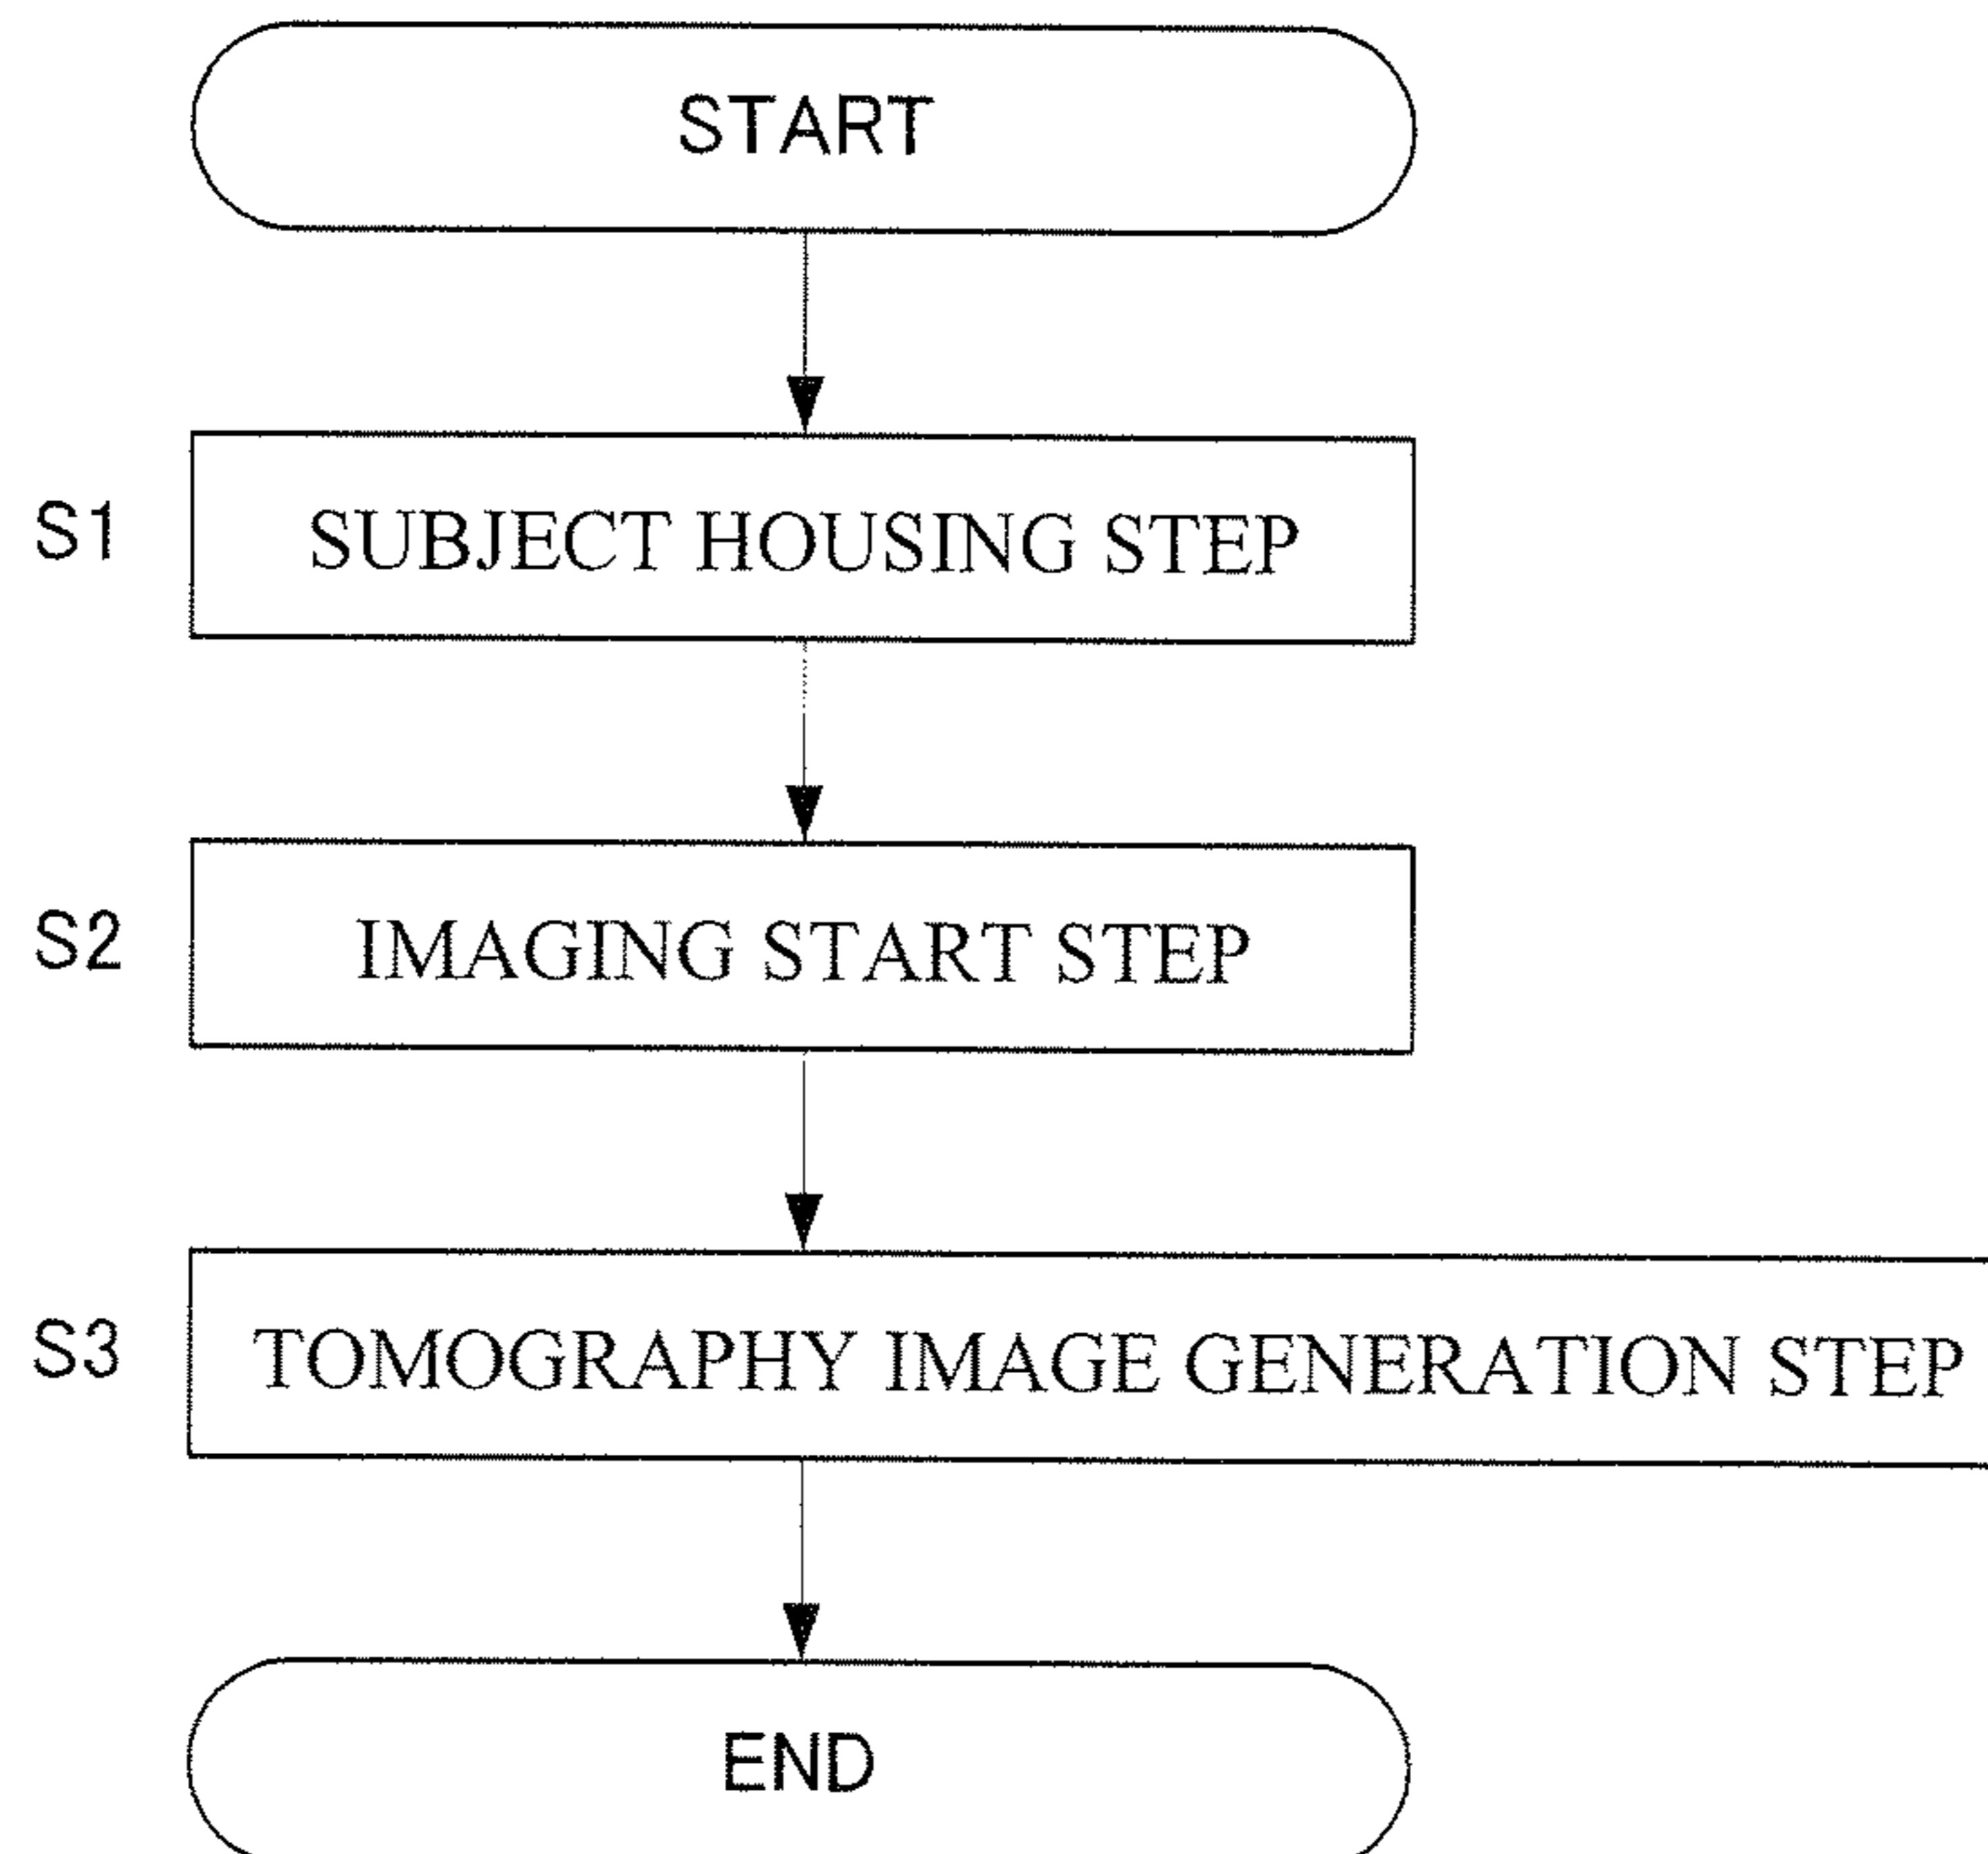 START
S1
SUBJECT HOUSING STEP
S2
IMAGING START STEP
S3
TOMOGRAPHY IMAGE GENERATION STEP
END